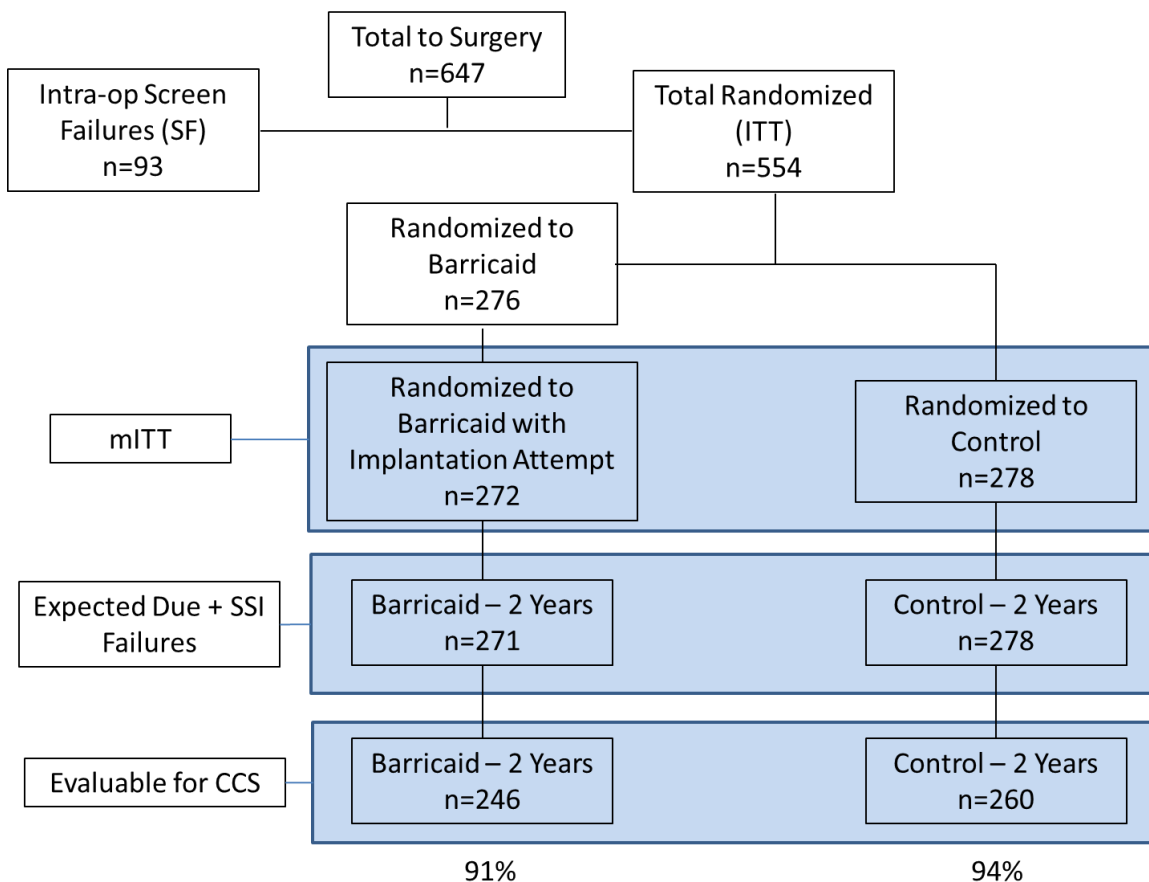 Total to Surgery
n=647
Intra-op Screen
Failures (SF)
n=93
Total Randomized
(ITT)
n=554
Randomized to
Barricaid
n=276
mITT
Randomized to
Barricaid with
Implantation Attempt
n=272
Randomized to
Control
n=278
Expected Due + SSI
Failures
Barricaid – 2 Years
n=271
Control – 2 Years
n=278
Evaluable for CCS
Barricaid – 2 Years
n=246
Control – 2 Years
n=260
91%
94%